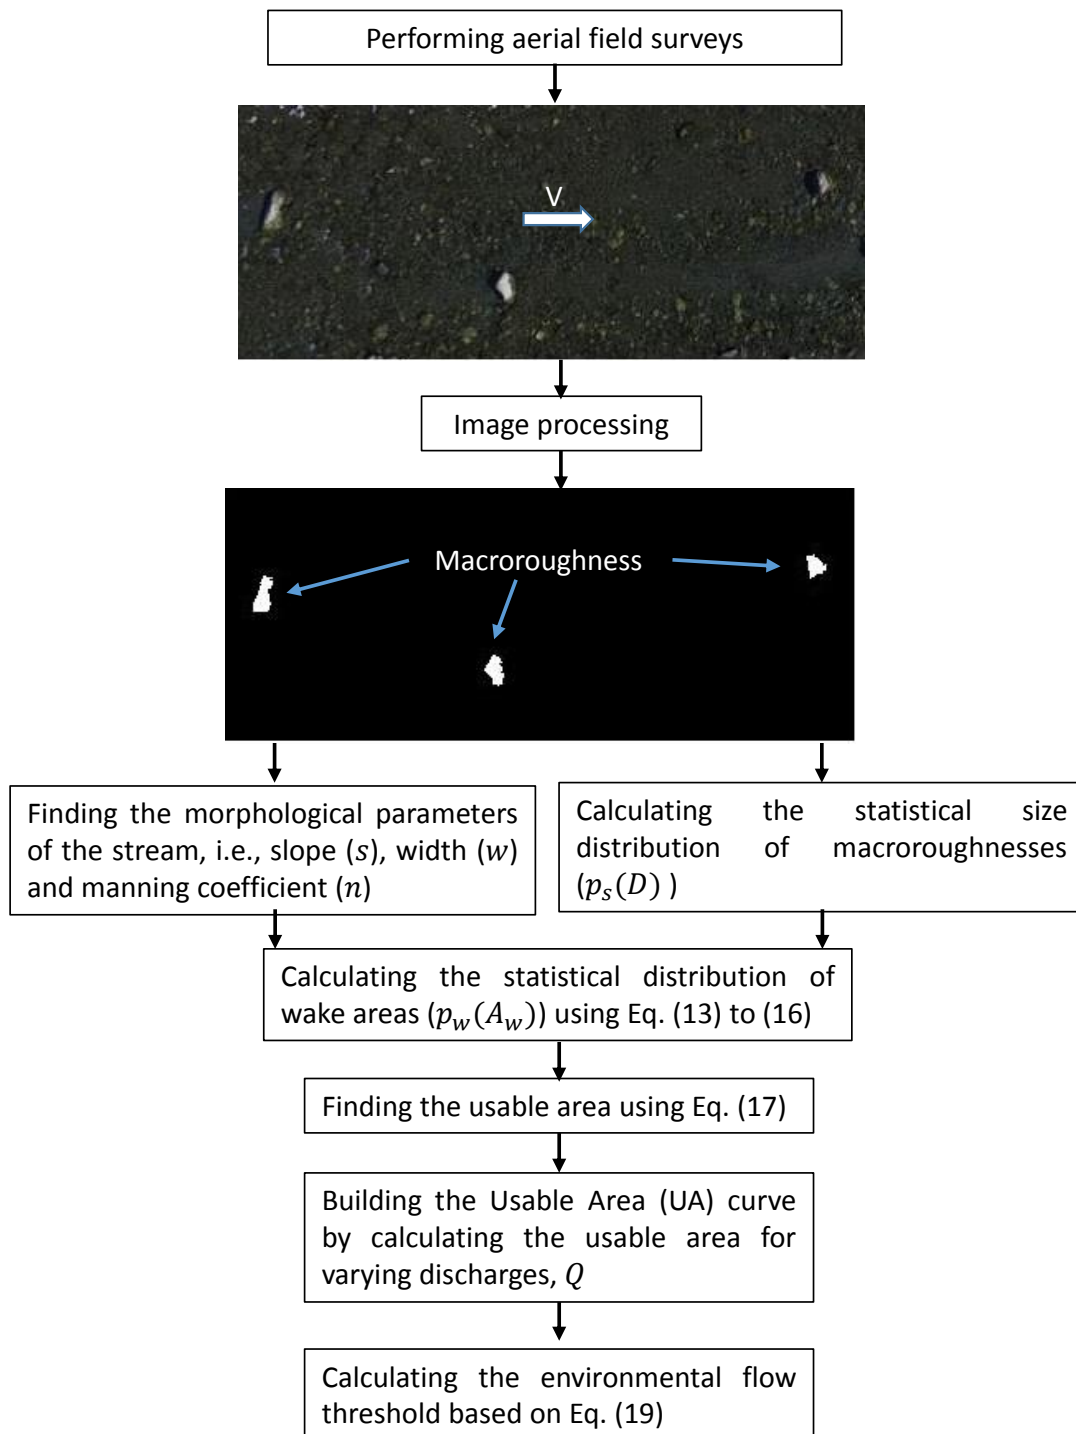 Performing aerial field surveys
V
Image processing
Macroroughness
Finding the morphological parameters
of the stream, i.e., slope (s), width (w)
and manning coefficient (n)
Calculating the statistical size
distribution of macroroughnesses
(p_s(D) )
Calculating the statistical distribution of
wake areas (p_w(A_w)) using Eq. (13) to (16)
Finding the usable area using Eq. (17)
Building the Usable Area (UA) curve
by calculating the usable area for
varying discharges, Q
Calculating the environmental flow
threshold based on Eq. (19)